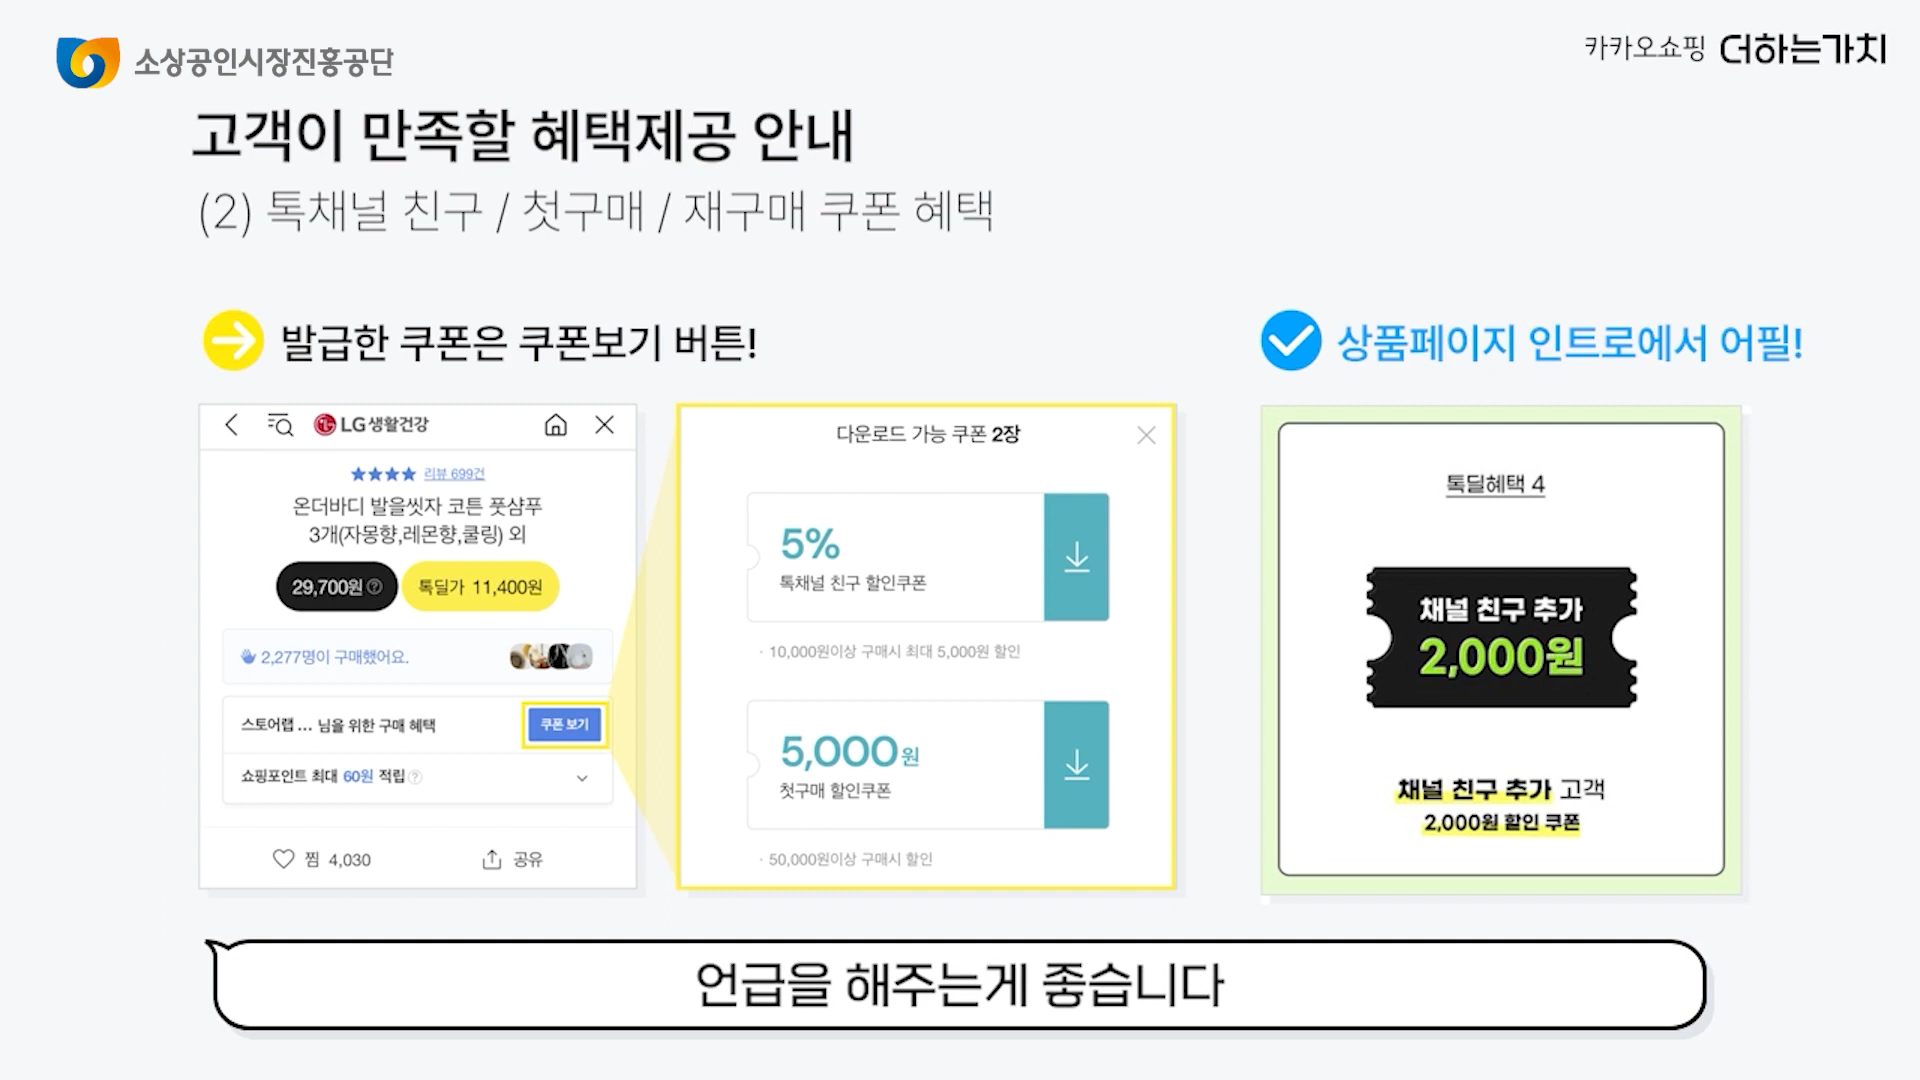 소상공인시장진흥공단
카카오쇼핑 더하는가치
고객이 만족할 혜택제공 안내
(2) 톡채널 친구 / 첫구매 / 재구매 쿠폰 혜택
발급한 쿠폰은 쿠폰보기 버튼!
LG생활건강
리뷰 699건
온더바디 발을씻자 코튼 풋샴푸
3개(자몽향,레몬향,쿨링) 외
29,700원 ?
톡딜가 11,400원
2,277명이 구매했어요.
스토어랩 ... 님을 위한 구매 혜택
쿠폰 보기
쇼핑포인트 최대 60원 적립 ?
찜 4,030
공유
다운로드 가능 쿠폰 2장
5%
톡채널 친구 할인쿠폰
· 10,000원이상 구매시 최대 5,000원 할인
5,000원
첫구매 할인쿠폰
· 50,000원이상 구매시 할인
상품페이지 인트로에서 어필!
톡딜혜택 4
채널 친구 추가
2,000원
채널 친구 추가 고객
2,000원 할인 쿠폰
언급을 해주는게 좋습니다